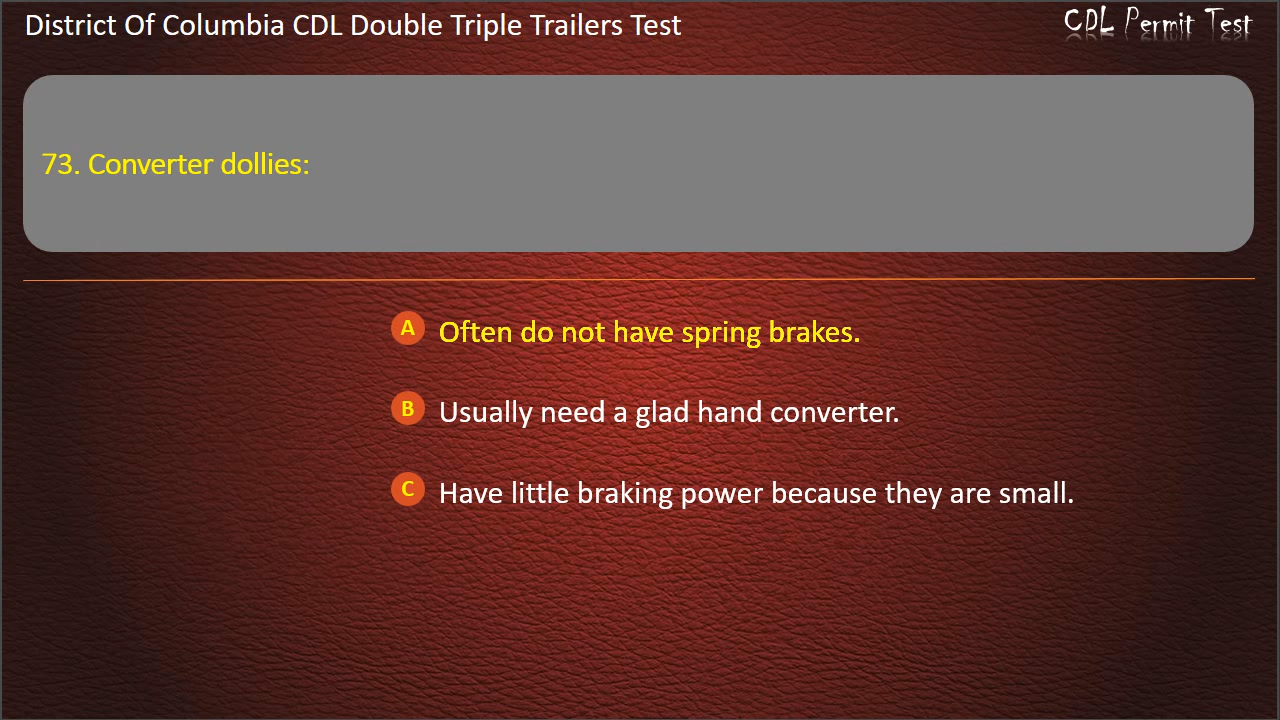 District Of Columbia CDL Double Triple Trailers Test
CDL Permit Test
73. Converter dollies:
A Often do not have spring brakes.
B Usually need a glad hand converter.
C Have little braking power because they are small.